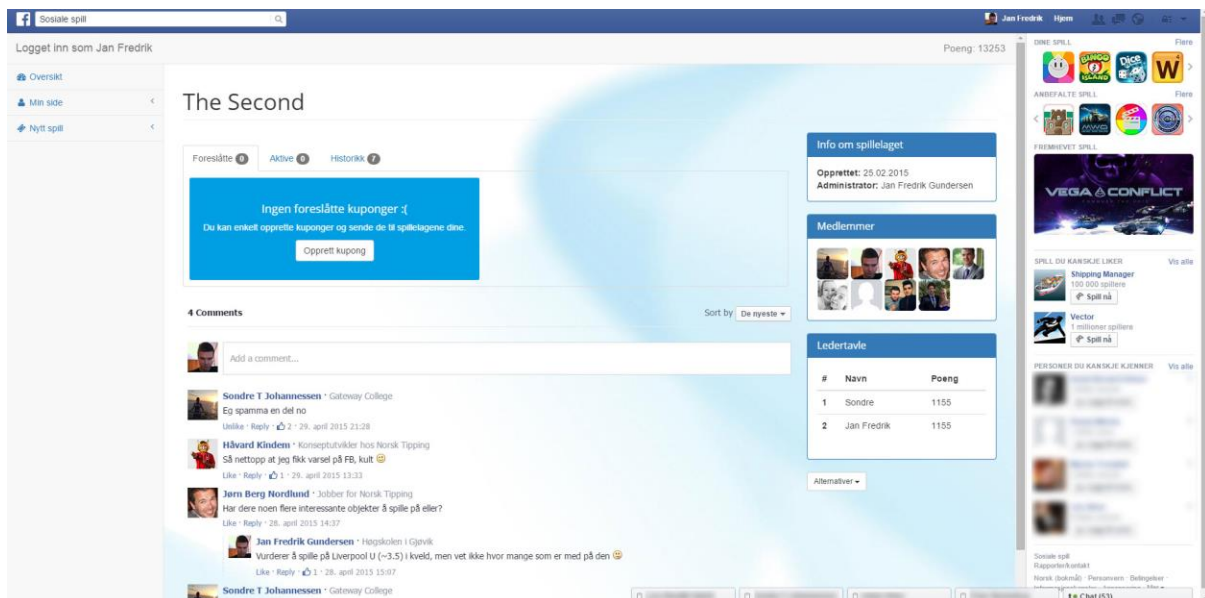 Sosiale spill
Jan Fredrik Hjem
Logget inn som Jan Fredrik
Poeng: 13253
Oversikt
Min side
Nytt spill
The Second
Foreslåtte 0 Aktive 0 Historikk 7
Ingen foreslåtte kuponger :(
Du kan enkelt opprette kuponger og sende de til spillelagene dine.
Opprett kupong
4 Comments
Sort by De nyeste
Add a comment...
Sondre T Johannessen · Gateway College
Eg spamma en del no
Unlike · Reply · 2 · 29. april 2015 21:28
Håvard Kindem · Konseptutvikler hos Norsk Tipping
Så nettopp at jeg fikk varsel på FB, kult
Like · Reply · 1 · 29. april 2015 13:33
Jørn Berg Nordlund · Jobber for Norsk Tipping
Har dere noen flere interessante objekter å spille på eller?
Like · Reply · 28. april 2015 14:37
Jan Fredrik Gundersen · Høgskolen i Gjøvik
Vurderer å spille på Liverpool U (~3.5) i kveld, men vet ikke hvor mange som er med på den
Like · Reply · 1 · 28. april 2015 15:07
Sondre T Johannessen · Gateway College
Info om spillelaget
Opprettet: 25.02.2015
Administrator: Jan Fredrik Gundersen
Medlemmer
Ledertavle
# Navn Poeng
1 Sondre 1155
2 Jan Fredrik 1155
Alternativer
DINE SPILL Flere
BINGO ISLAND
Dice
W
ANBEFALTE SPILL Flere
FREMHEVET SPILL
VEGA CONFLICT
SPILL DU KANSKJE LIKER Vis alle
Shipping Manager
100 000 spillere
Spill nå
Vector
1 millioner spillere
Spill nå
PERSONER DU KANSKJE KJENNER Vis alle
Sosiale spill
Rapporter/kontakt
Norsk (bokmål) · Personvern · Betingelser ·
Chat (53)